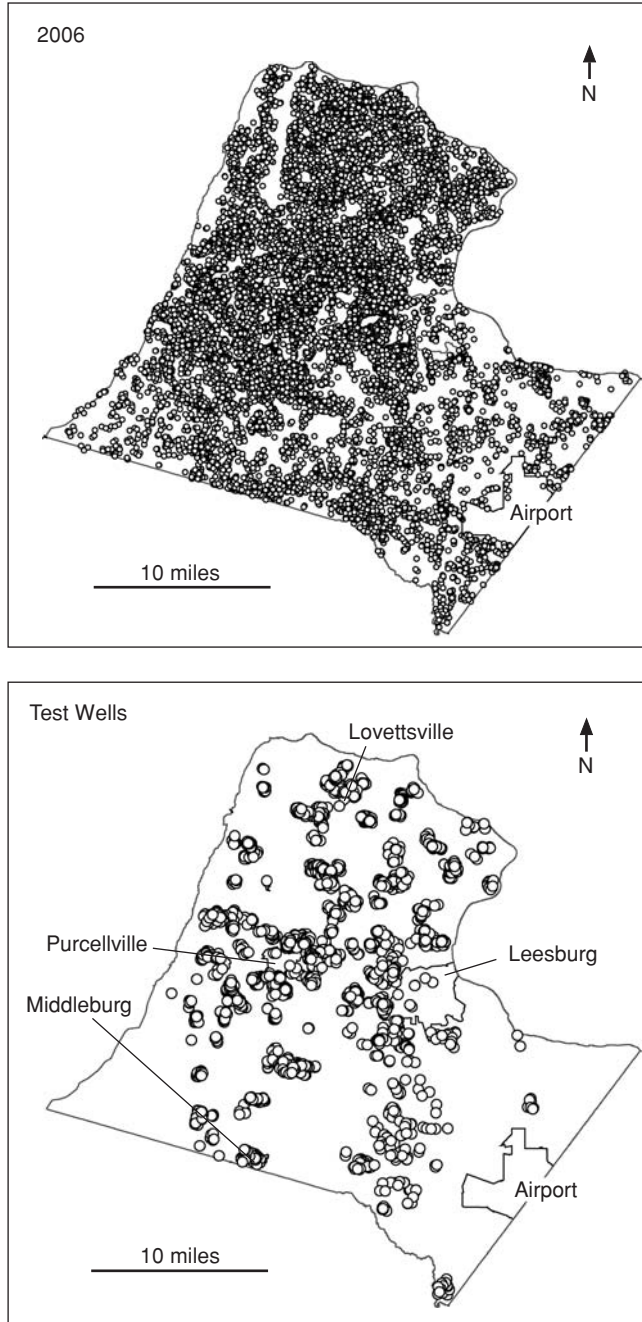 2006
N
Airport
10 miles
Test Wells
Lovettsville
N
Purcellville
Leesburg
Middleburg
Airport
10 miles